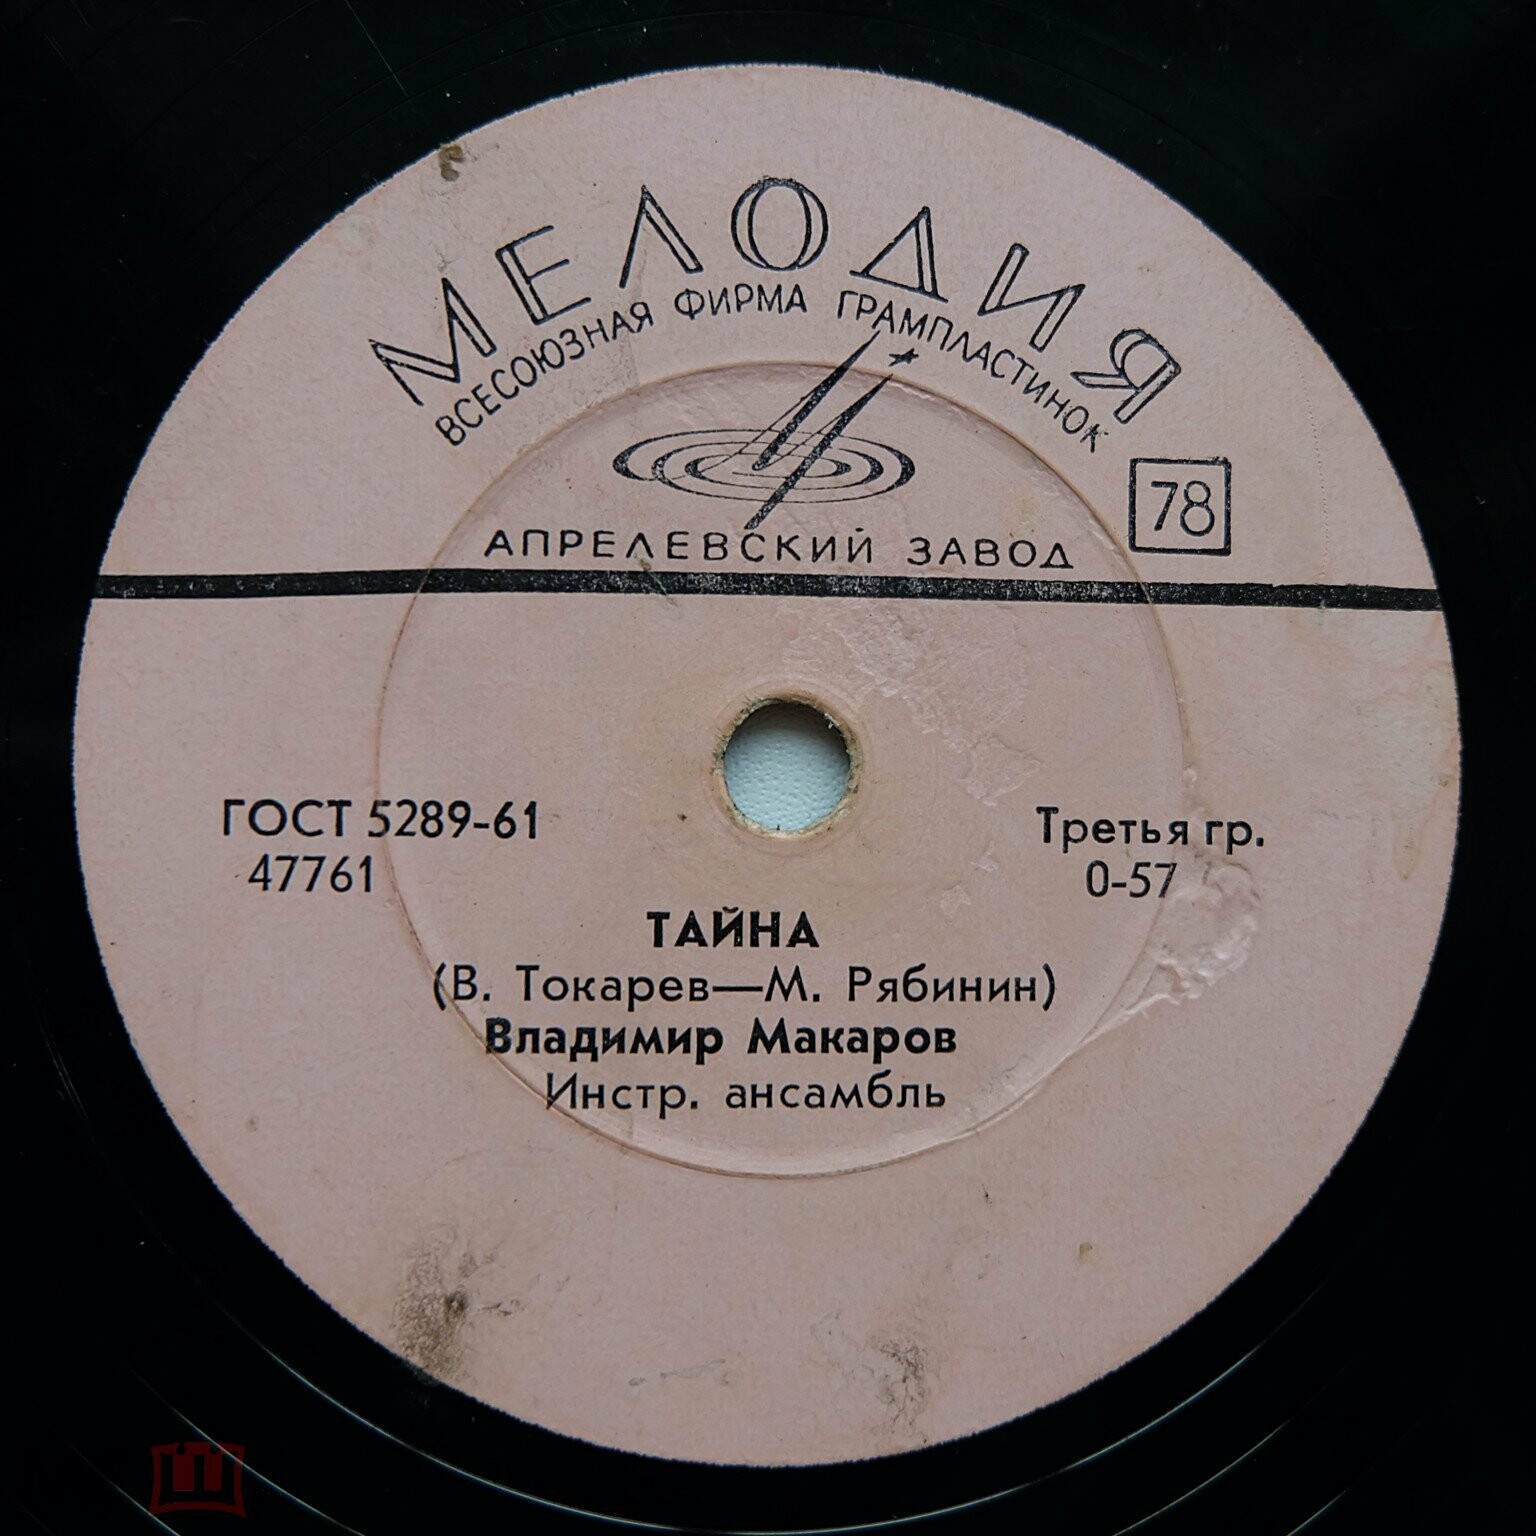 МЕЛОДИЯ
ВСЕСОЮЗНАЯ ФИРМА ГРАМПЛАСТИНОК
78
АПРЕЛЕВСКИЙ ЗАВОД
ГОСТ 5289-61
47761
Третья гр.
0-57
ТАЙНА
(В. Токарев—М. Рябинин)
Владимир Макаров
Инстр. ансамбль